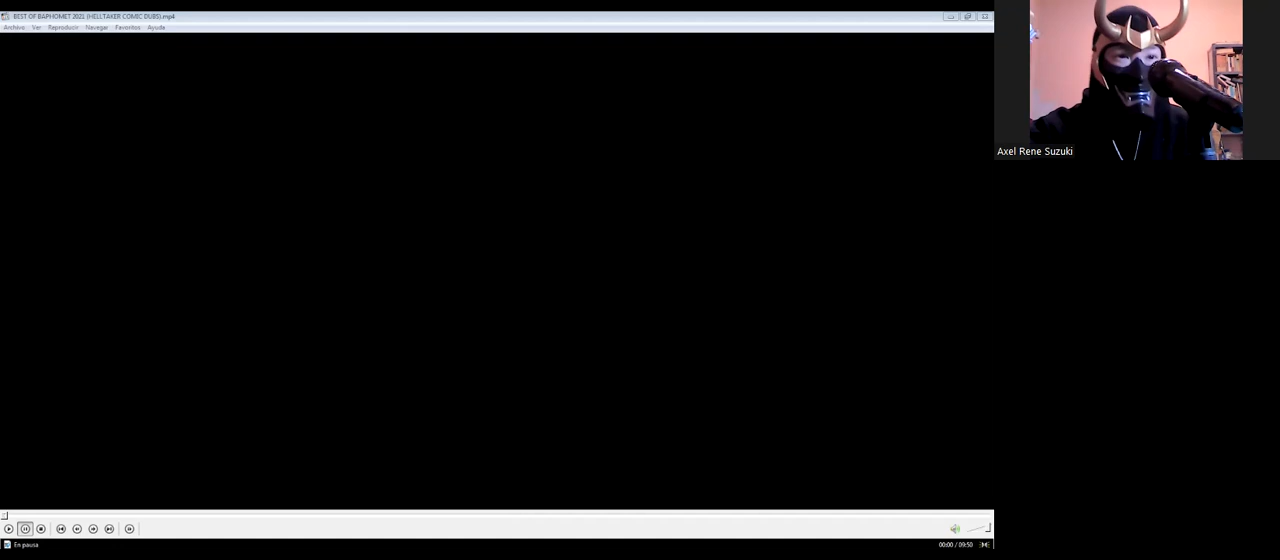 BEST OF BAPHOMET 2021 (HELLTAKER COMIC DUBS).mp4
Archivo Ver Reproducir Navegar Favoritos Ayuda
Axel Rene Suzuki
En pausa
00:00 / 09:50